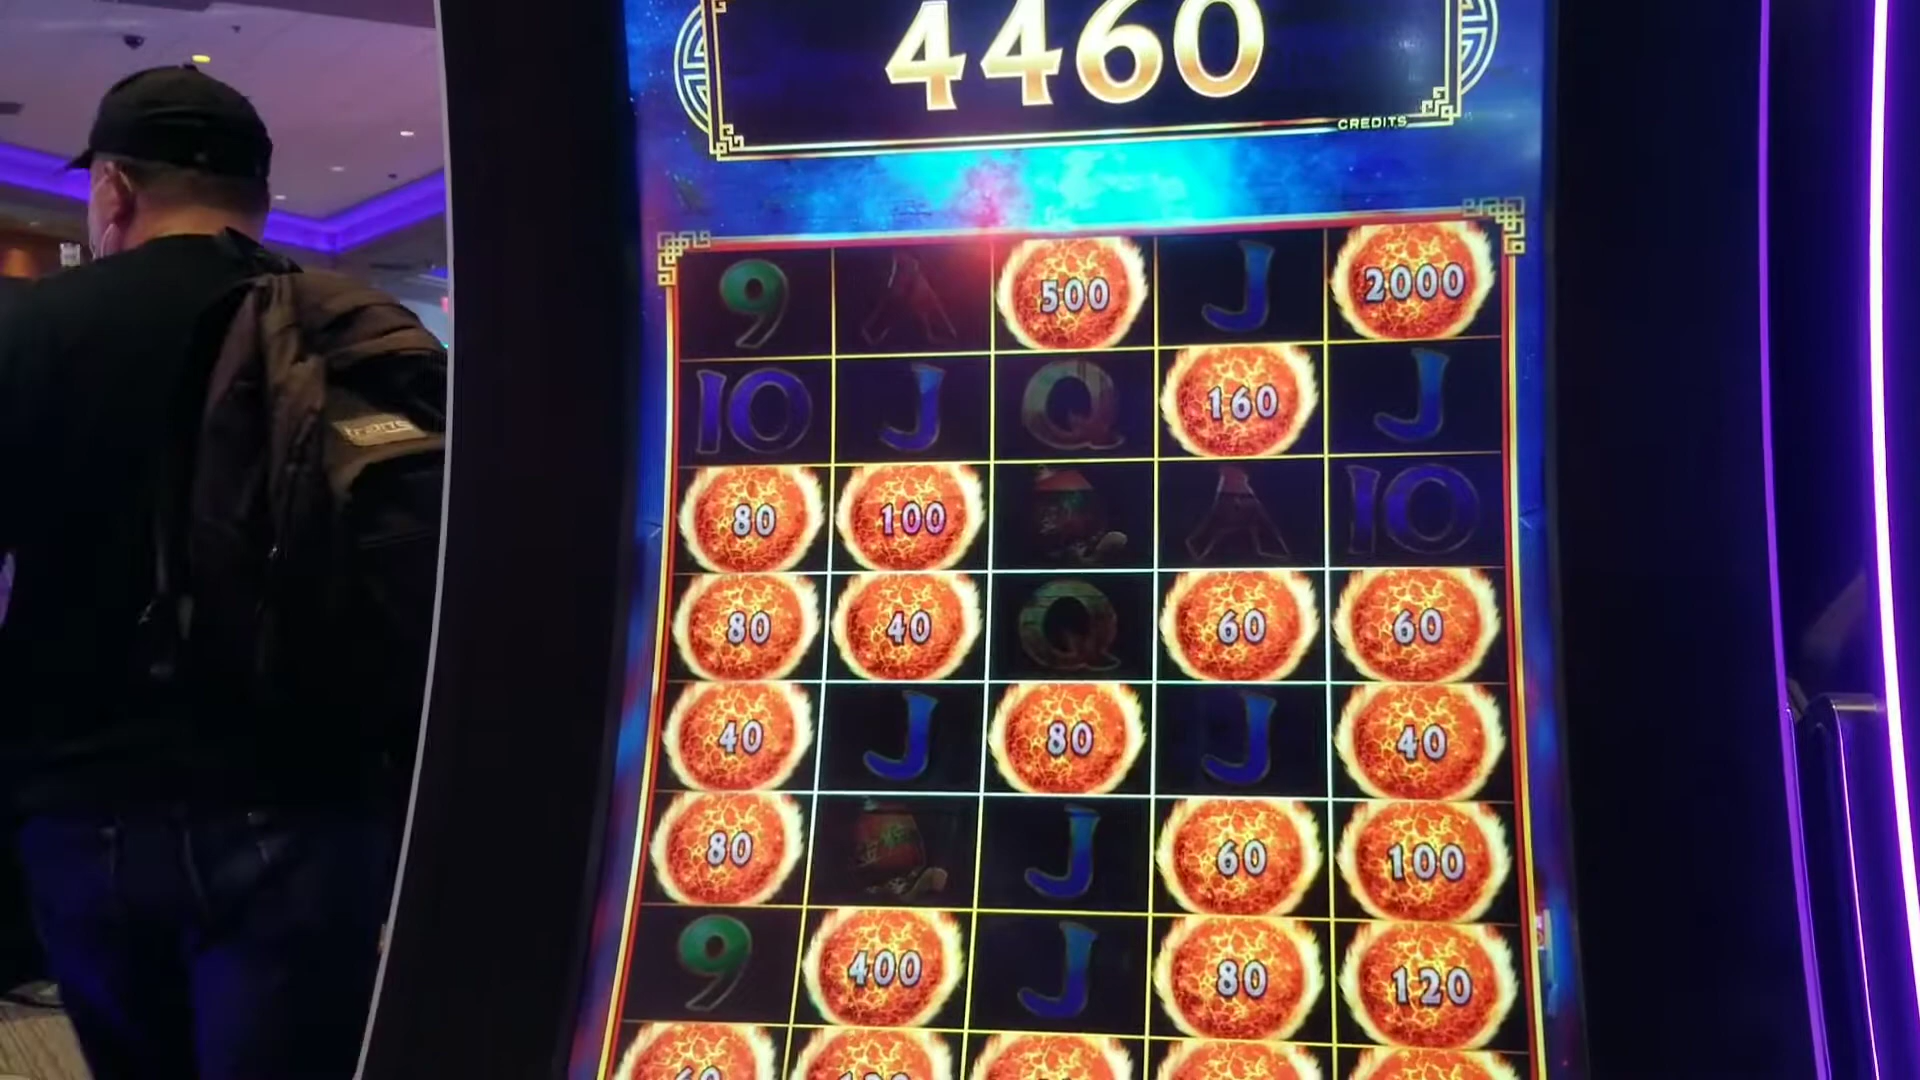 4460
CREDITS
9 A 500 J 2000
10 J Q 160 J
80 100 A 10
80 40 Q 60 60
40 J 80 J 40
80 J 60 100
9 400 J 80 120